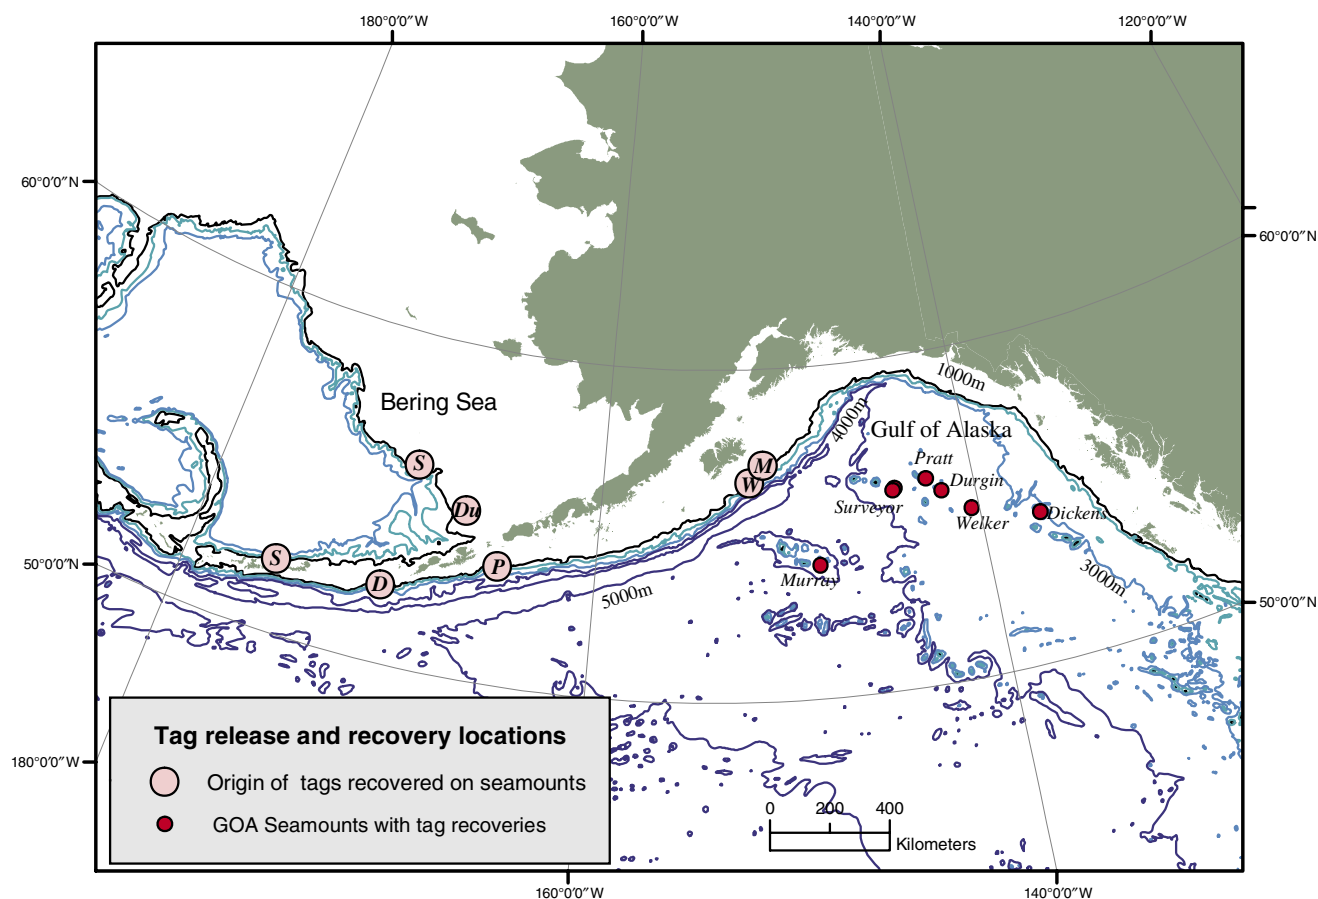 180°0'0"W 160°0'0"W 140°0'0"W 120°0'0"W
60°0'0"N
60°0'0"N
Bering Sea
1000m
4000m
Gulf of Alaska
Pratt
S
M
W
Durgin
Surveyor
Du
Welker
Dickens
S
P
D
50°0'0"N
Murray
3000m
5000m
50°0'0"N
Tag release and recovery locations
Origin of tags recovered on seamounts
GOA Seamounts with tag recoveries
180°0'0"W
0 200 400
Kilometers
160°0'0"W 140°0'0"W